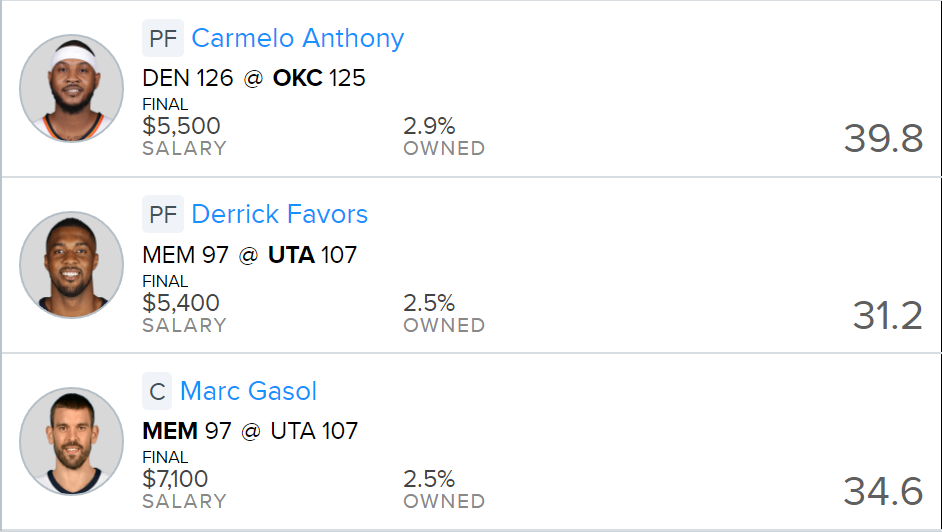 PF Carmelo Anthony
DEN 126 @ OKC 125
FINAL
$5,500 2.9%
SALARY OWNED
39.8
PF Derrick Favors
MEM 97 @ UTA 107
FINAL
$5,400 2.5%
SALARY OWNED
31.2
C Marc Gasol
MEM 97 @ UTA 107
FINAL
$7,100 2.5%
SALARY OWNED
34.6